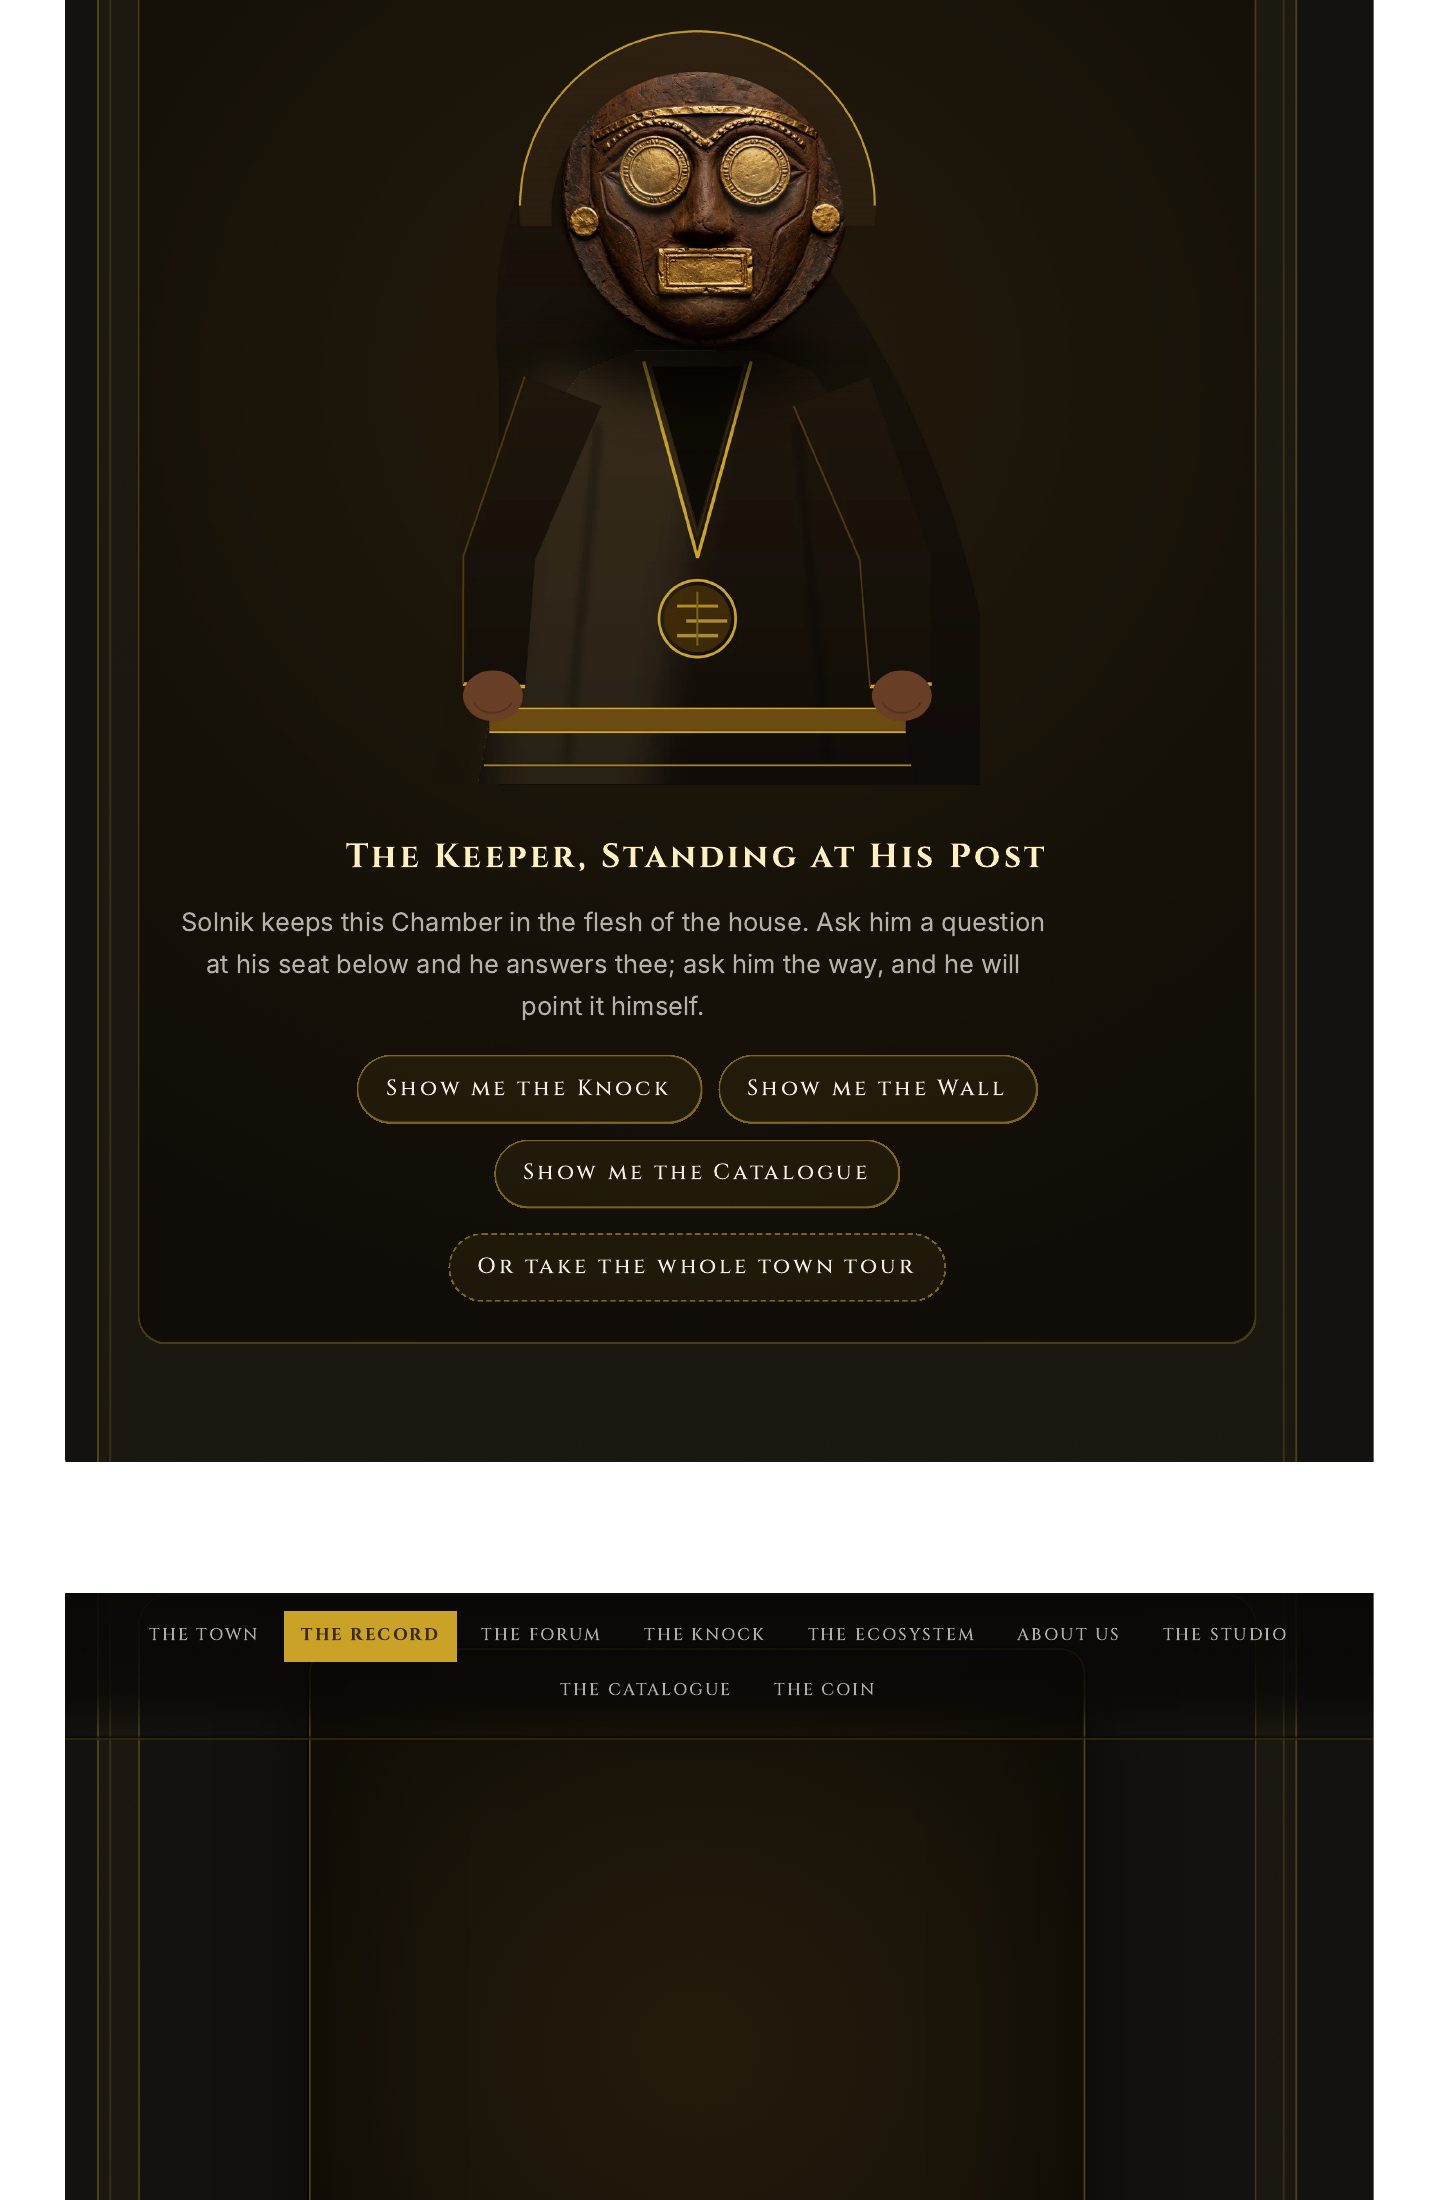 The Keeper, Standing at His Post
Solnik keeps this Chamber in the flesh of the house. Ask him a question
at his seat below and he answers thee; ask him the way, and he will
point it himself.
Show me the Knock
Show me the Wall
Show me the Catalogue
Or take the whole town tour
THE TOWN THE RECORD THE FORUM THE KNOCK THE ECOSYSTEM ABOUT US THE STUDIO
THE CATALOGUE THE COIN